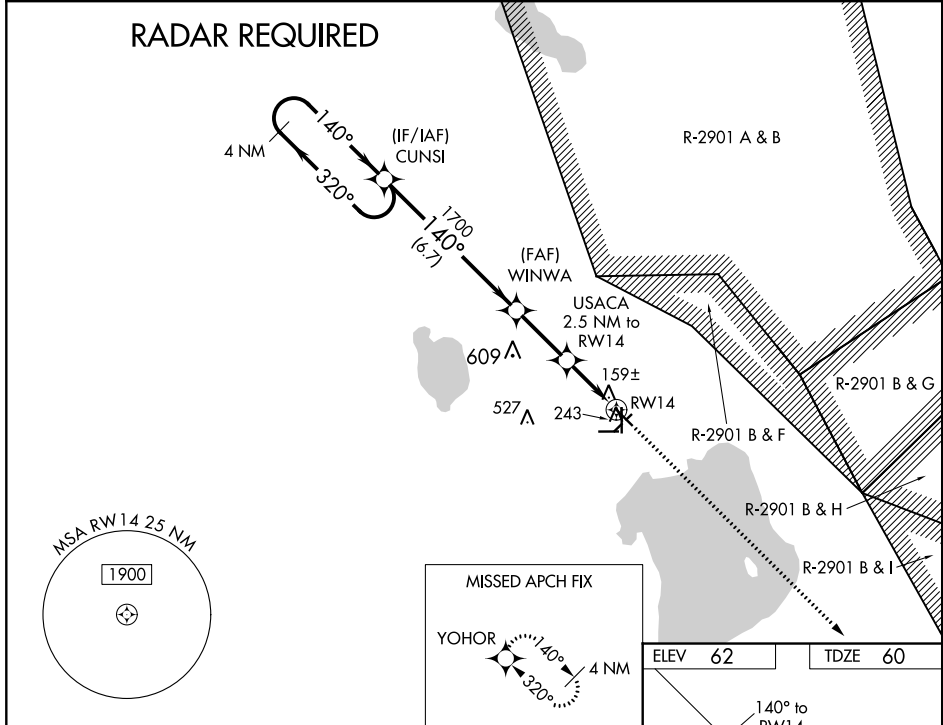 RADAR REQUIRED
R-2901 A & B
140°
(IF/IAF)
CUNSI
4 NM
320°
1700
140°
(6.7)
(FAF)
WINWA
USACA
2.5 NM to
RW14
609
159±
R-2901 B & G
527
243
RW14
R-2901 B & F
R-2901 B & H
MSA RW14 25 NM
1900
R-2901 B & I
MISSED APCH FIX
YOHOR
140°
4 NM
320°
ELEV 62
TDZE 60
140° to
RW14